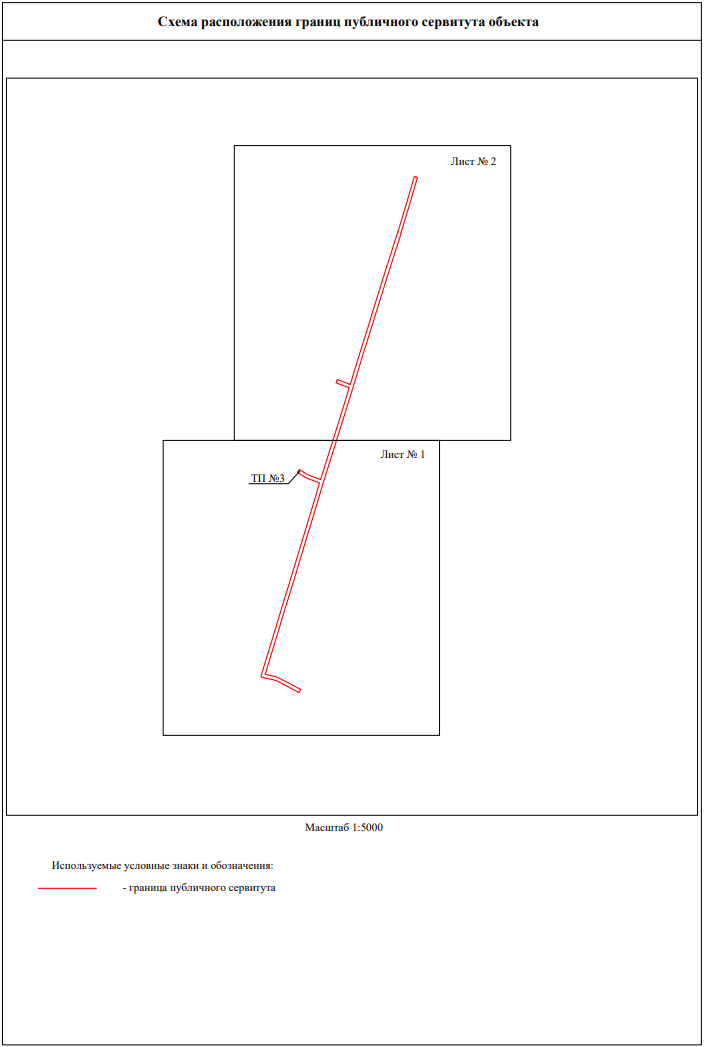 Схема расположения границ публичного сервитута объекта
Лист № 2
Лист № 1
ТП №3
Масштаб 1:5000
Используемые условные знаки и обозначения:
- граница публичного сервитута